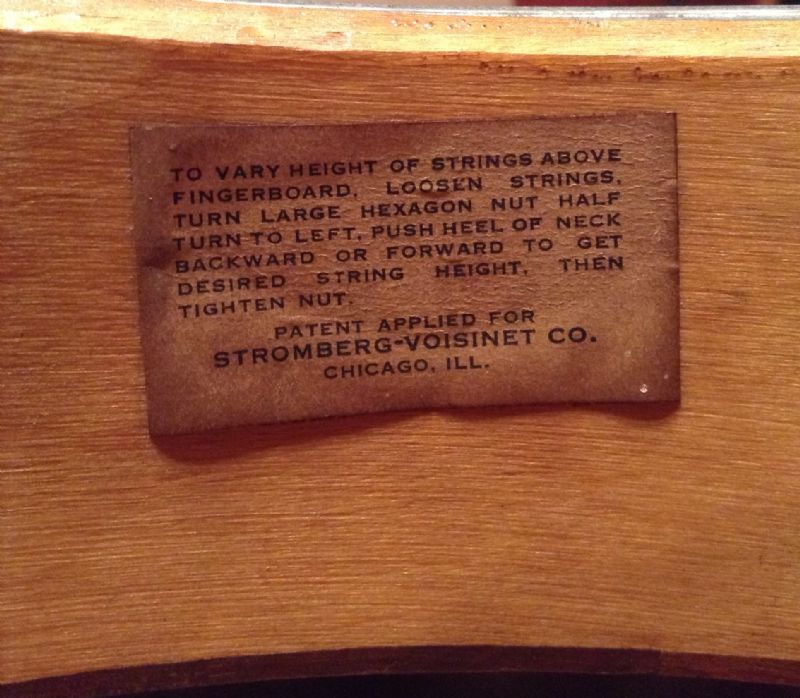 TO VARY HEIGHT OF STRINGS ABOVE
FINGERBOARD, LOOSEN STRINGS,
TURN LARGE HEXAGON NUT HALF
TURN TO LEFT, PUSH HEEL OF NECK
BACKWARD OR FORWARD TO GET
DESIRED STRING HEIGHT, THEN
TIGHTEN NUT.
PATENT APPLIED FOR
STROMBERG-VOISINET CO.
CHICAGO, ILL.